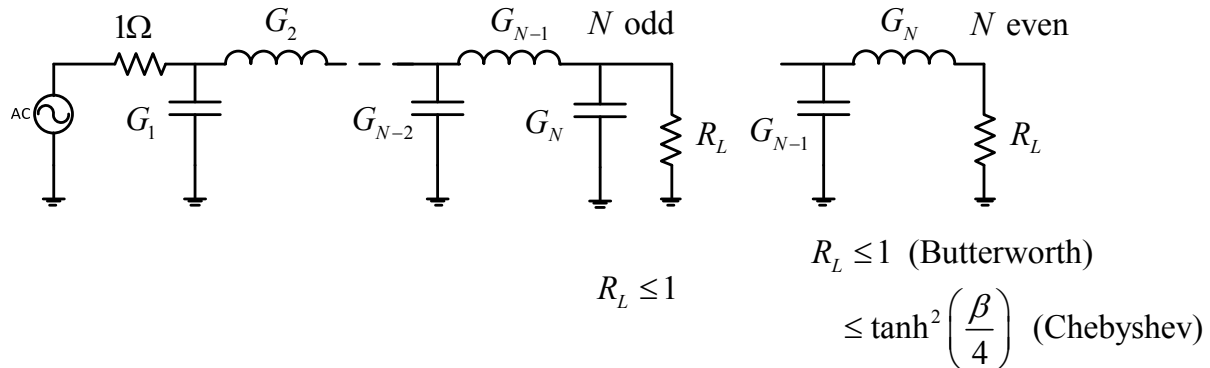 1Ω
G_2
G_{N-1}
N odd
G_N
N even
AC
G_1
G_{N-2}
G_N
R_L
G_{N-1}
R_L
R_L ≤ 1
R_L ≤ 1 (Butterworth)
≤ tanh²(β/4) (Chebyshev)